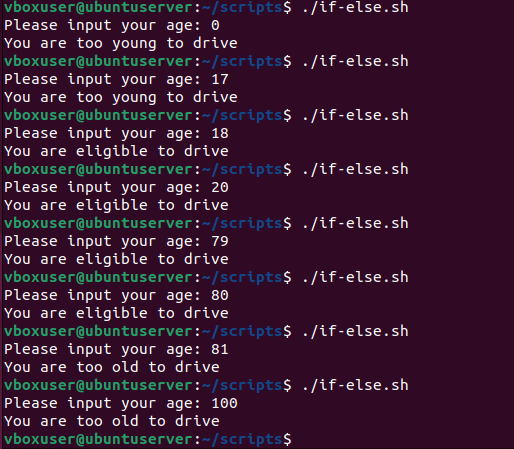 vboxuser@ubuntuserver:~/scripts$ ./if-else.sh
Please input your age: 0
You are too young to drive
vboxuser@ubuntuserver:~/scripts$ ./if-else.sh
Please input your age: 17
You are too young to drive
vboxuser@ubuntuserver:~/scripts$ ./if-else.sh
Please input your age: 18
You are eligible to drive
vboxuser@ubuntuserver:~/scripts$ ./if-else.sh
Please input your age: 20
You are eligible to drive
vboxuser@ubuntuserver:~/scripts$ ./if-else.sh
Please input your age: 79
You are eligible to drive
vboxuser@ubuntuserver:~/scripts$ ./if-else.sh
Please input your age: 80
You are eligible to drive
vboxuser@ubuntuserver:~/scripts$ ./if-else.sh
Please input your age: 81
You are too old to drive
vboxuser@ubuntuserver:~/scripts$ ./if-else.sh
Please input your age: 100
You are too old to drive
vboxuser@ubuntuserver:~/scripts$